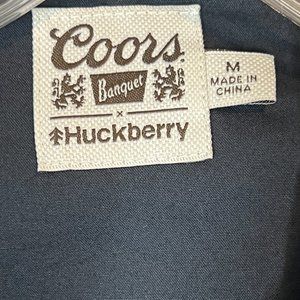 Coors
Banquet
×
Huckberry
M
MADE IN
CHINA